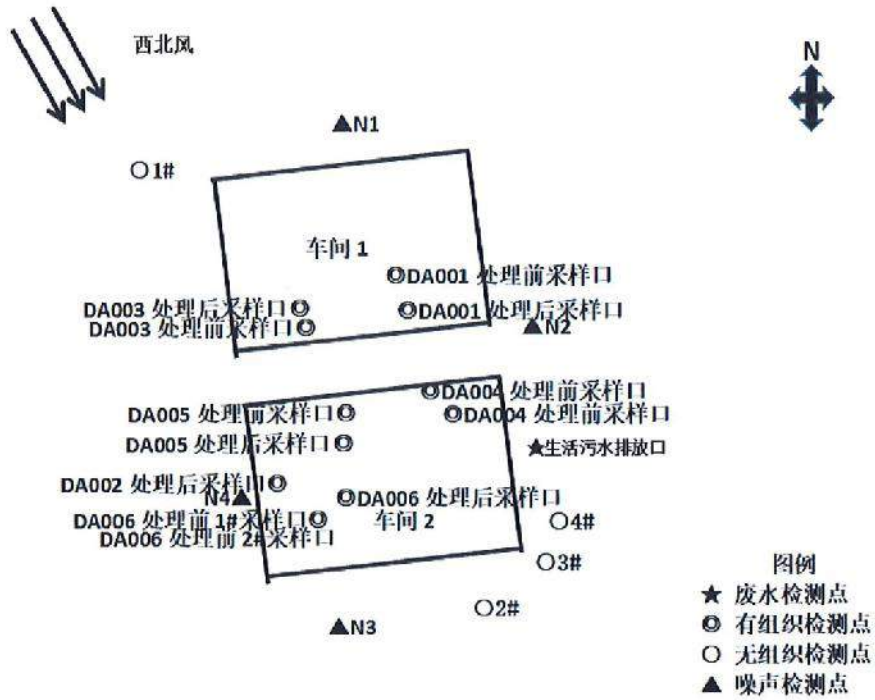 西北风
N
▲N1
○1#
车间 1
◎DA001 处理前采样口
DA003 处理后采样口◎
◎DA001 处理后采样口
DA003 处理前采样口◎
▲N2
◎DA004 处理前采样口
DA005 处理前采样口◎
◎DA004 处理前采样口
DA005 处理后采样口◎
★生活污水排放口
DA002 处理后采样口◎
N4▲
◎DA006 处理后采样口
DA006 处理前 1#采样口◎
车间 2
○4#
DA006 处理前 2#采样口
○3#
○2#
▲N3
图例
★ 废水检测点
◎ 有组织检测点
○ 无组织检测点
▲ 噪声检测点